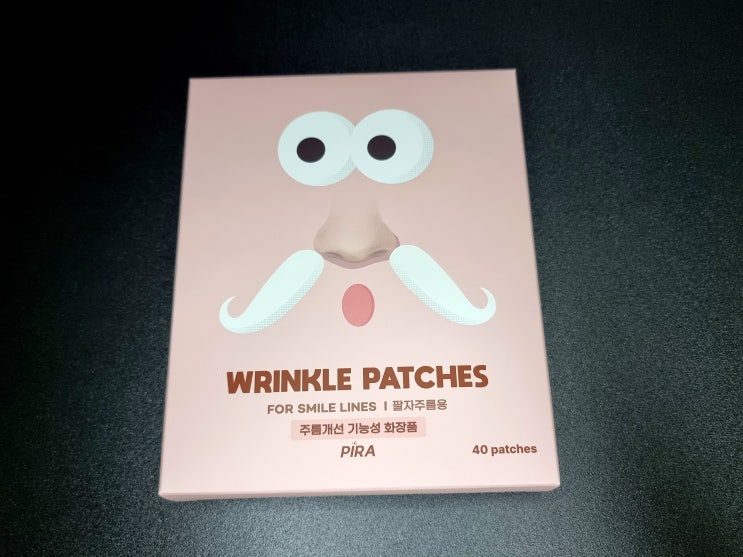 WRINKLE PATCHES
FOR SMILE LINES | 팔자주름용
주름개선 기능성 화장품
PIRA
40 patches